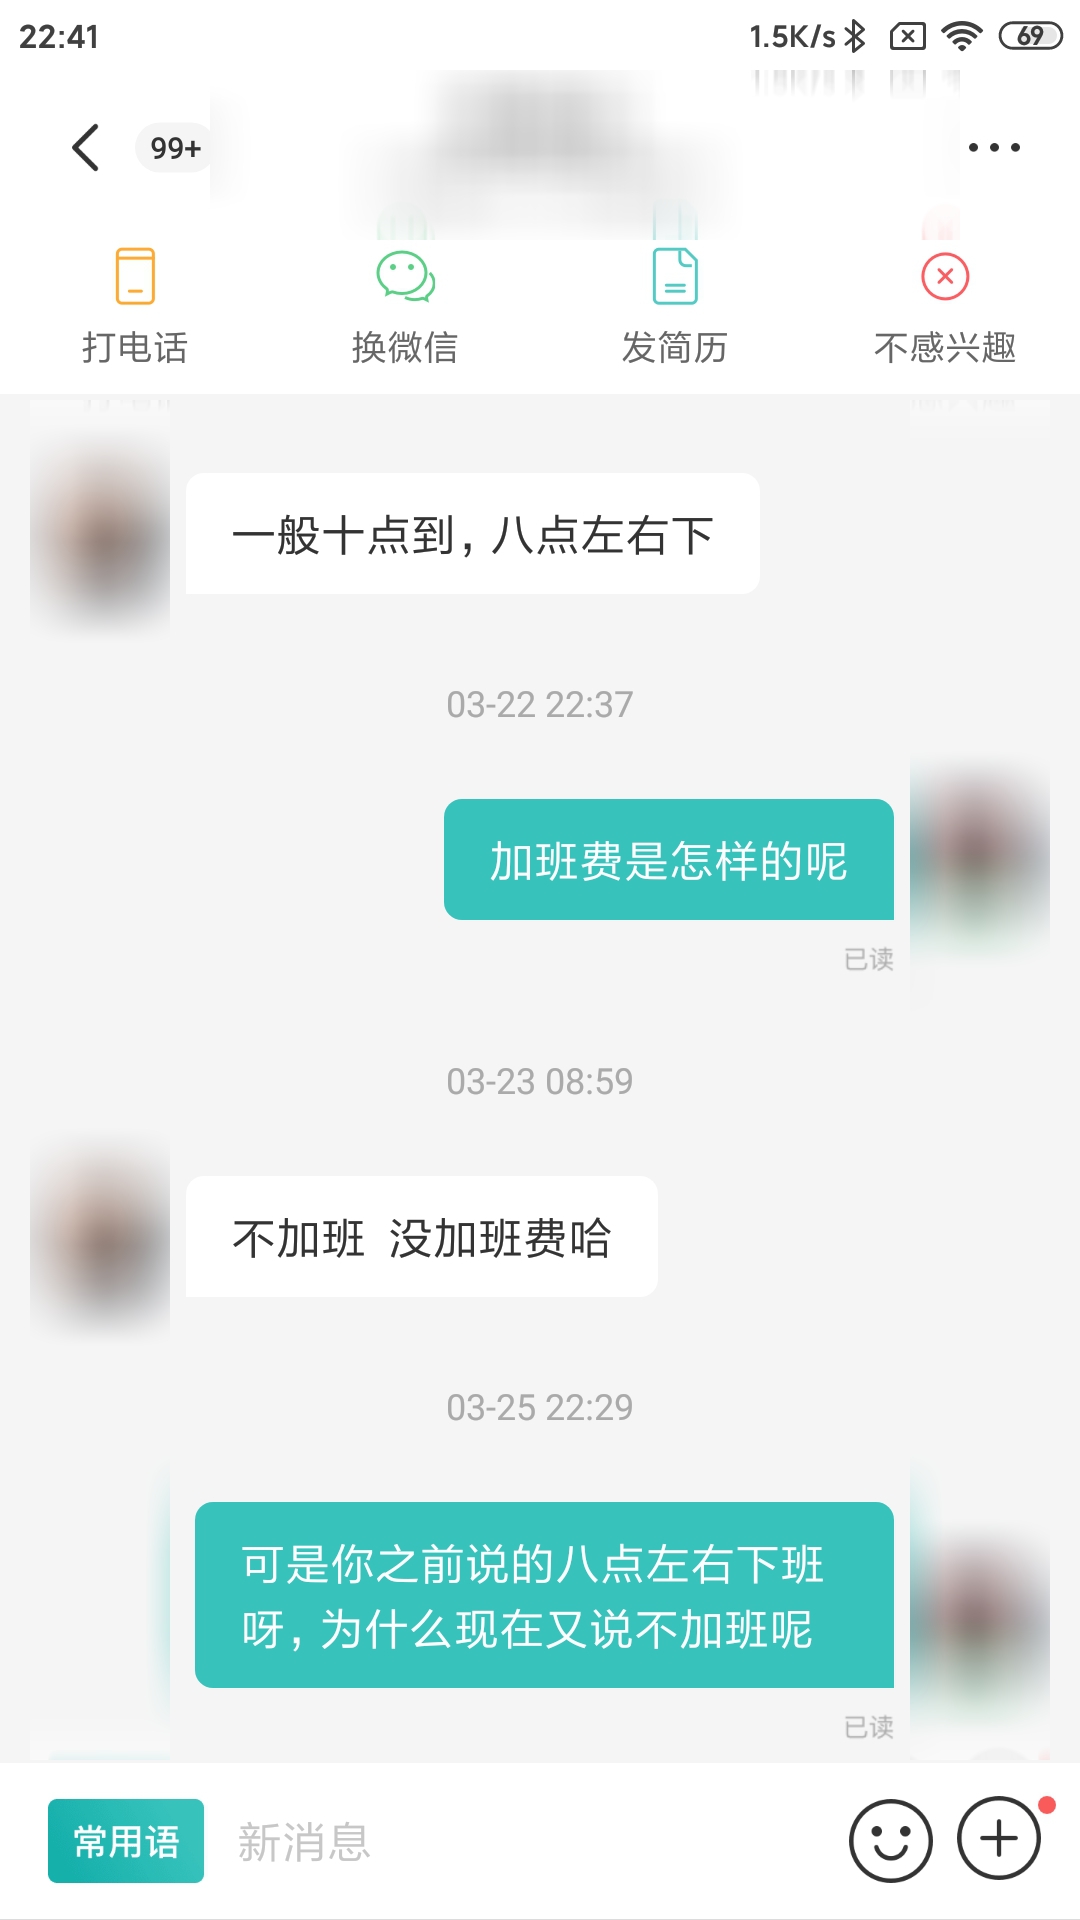 22:41
1.5K/s 69
99+
打电话 换微信 发简历 不感兴趣
一般十点到，八点左右下
03-22 22:37
加班费是怎样的呢
已读
03-23 08:59
不加班 没加班费哈
03-25 22:29
可是你之前说的八点左右下班
呀，为什么现在又说不加班呢
已读
常用语 新消息